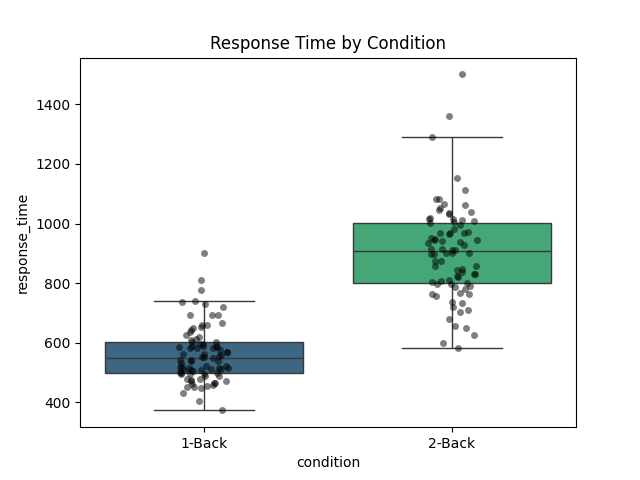 Response Time by Condition
response_time
1400
1200
1000
800
600
400
1-Back
2-Back
condition